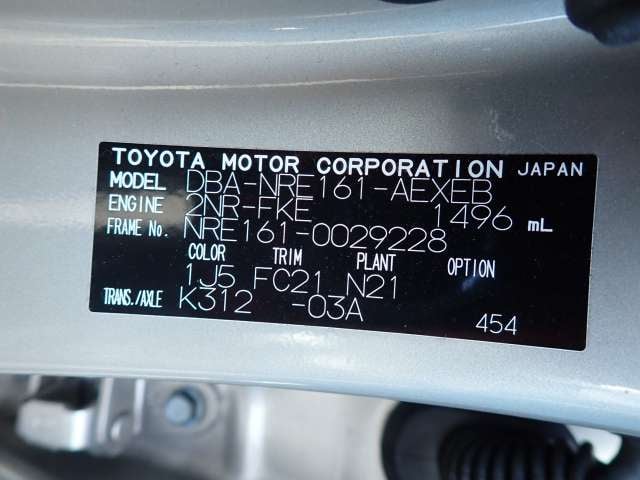 TOYOTA MOTOR CORPORATION JAPAN
MODEL DBA-NRE161-AEXEB
ENGINE 2NR-FKE 1496 mL
FRAME No. NRE161-0029228
COLOR TRIM PLANT OPTION
1J5 FC21 N21
TRANS./AXLE K312 -03A
454